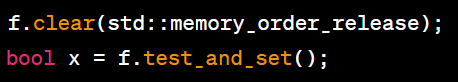 f.clear(std::memory_order_release);
bool x = f.test_and_set();